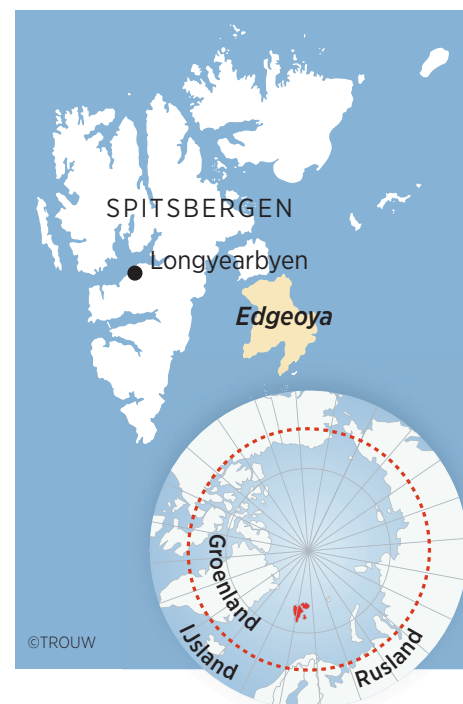 SPITSBERGEN
Longyearbyen
Edgeoya
Groenland
IJsland
Rusland
©TROUW